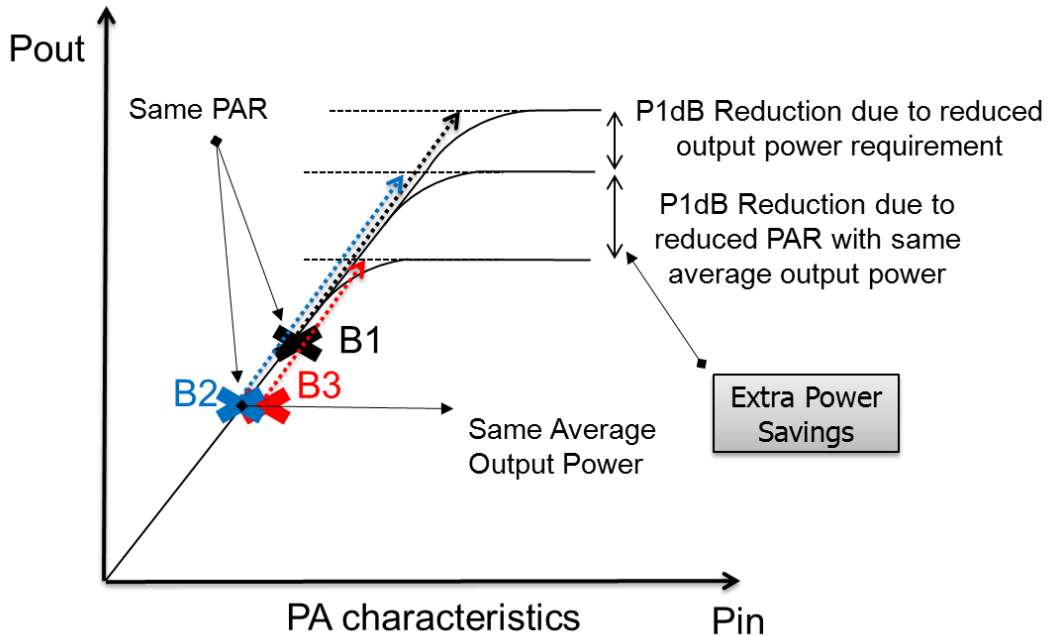 Pout
Same PAR
P1dB Reduction due to reduced
output power requirement
P1dB Reduction due to
reduced PAR with same
average output power
B1
B2
B3
Extra Power
Savings
Same Average
Output Power
PA characteristics
Pin